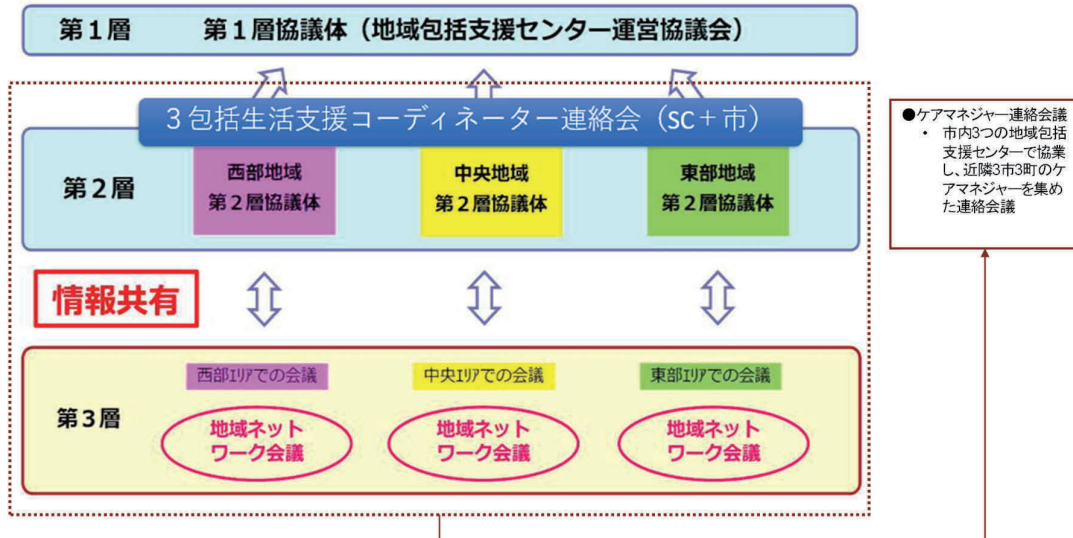 第1層 第1層協議体（地域包括支援センター運営協議会）
3包括生活支援コーディネーター連絡会（SC＋市）
第2層
西部地域
第2層協議体
中央地域
第2層協議体
東部地域
第2層協議体
情報共有
第3層
西部ｴﾘｱでの会議
地域ネット
ワーク会議
中央ｴﾘｱでの会議
地域ネット
ワーク会議
東部ｴﾘｱでの会議
地域ネット
ワーク会議
●ケアマネジャー連絡会議
• 市内3つの地域包括
支援センターで協業
し、近隣3市3町のケ
アマネジャーを集め
た連絡会議